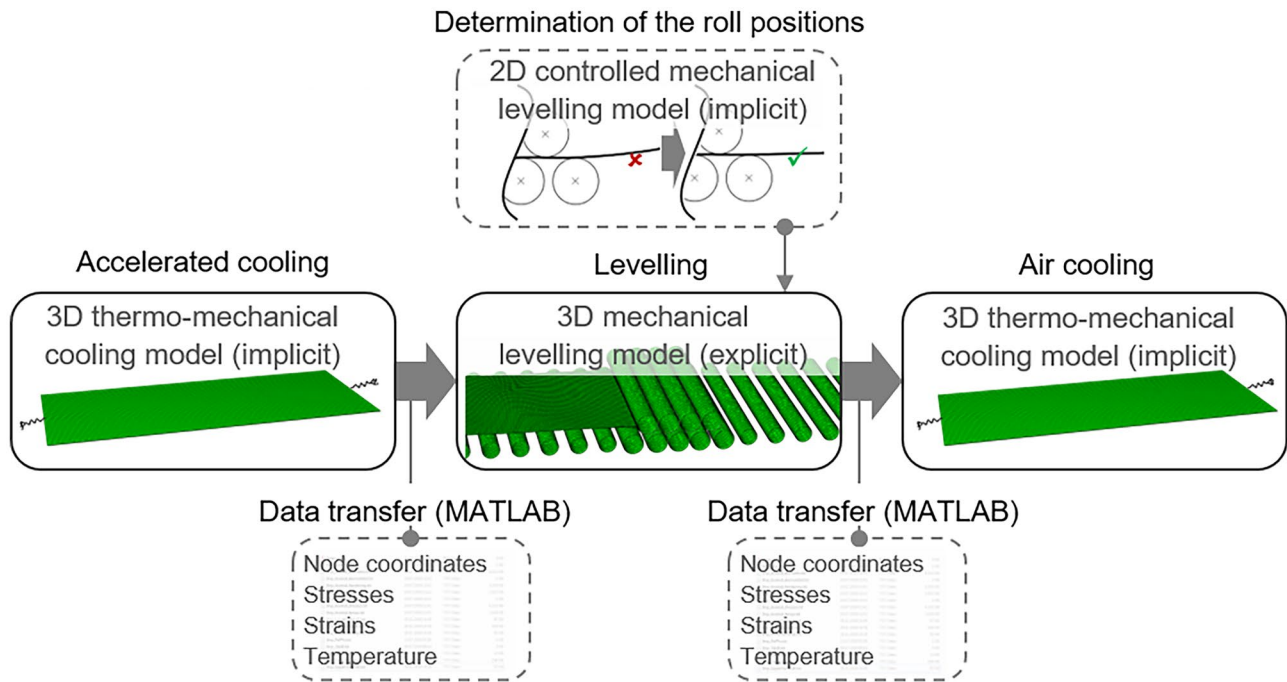 Determination of the roll positions
2D controlled mechanical
levelling model (implicit)
Accelerated cooling
3D thermo-mechanical
cooling model (implicit)
Levelling
3D mechanical
levelling model (explicit)
Air cooling
3D thermo-mechanical
cooling model (implicit)
Data transfer (MATLAB)
Node coordinates
Stresses
Strains
Temperature
Data transfer (MATLAB)
Node coordinates
Stresses
Strains
Temperature